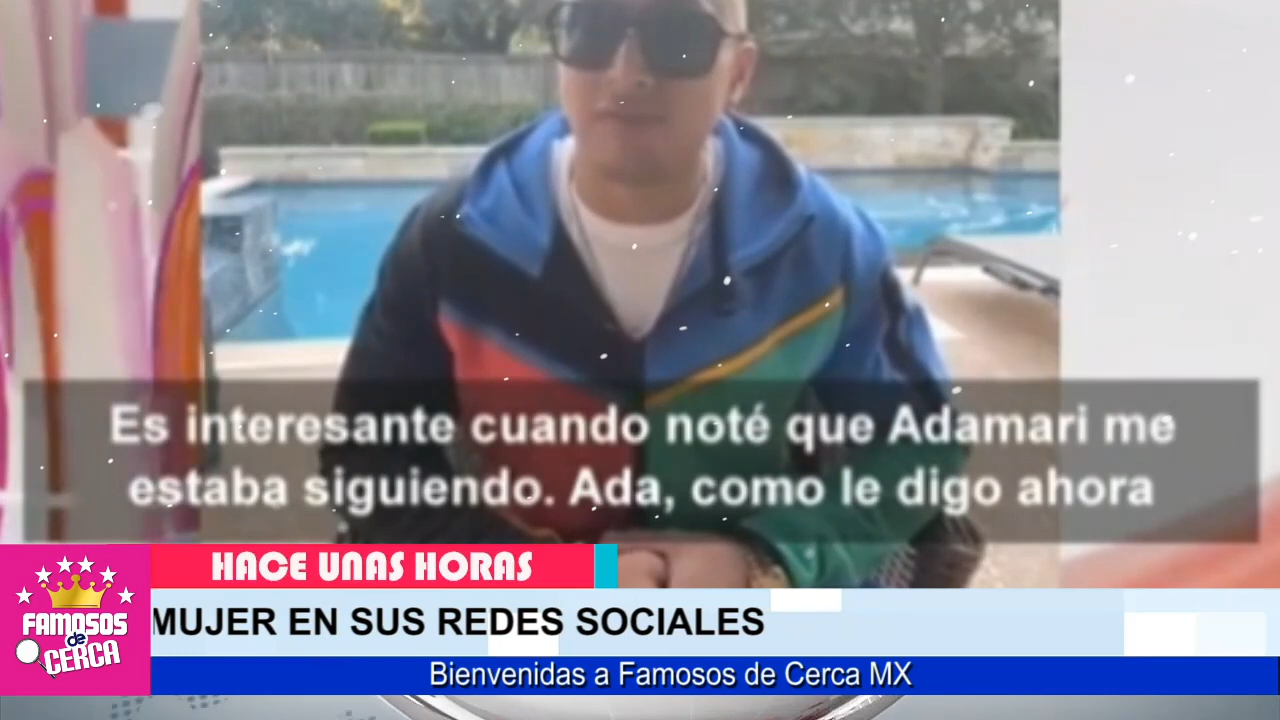 Es interesante cuando noté que Adamari me
estaba siguiendo. Ada, como le digo ahora
HACE UNAS HORAS
MUJER EN SUS REDES SOCIALES
FAMOSOS
de
CERCA
Bienvenidas a Famosos de Cerca MX